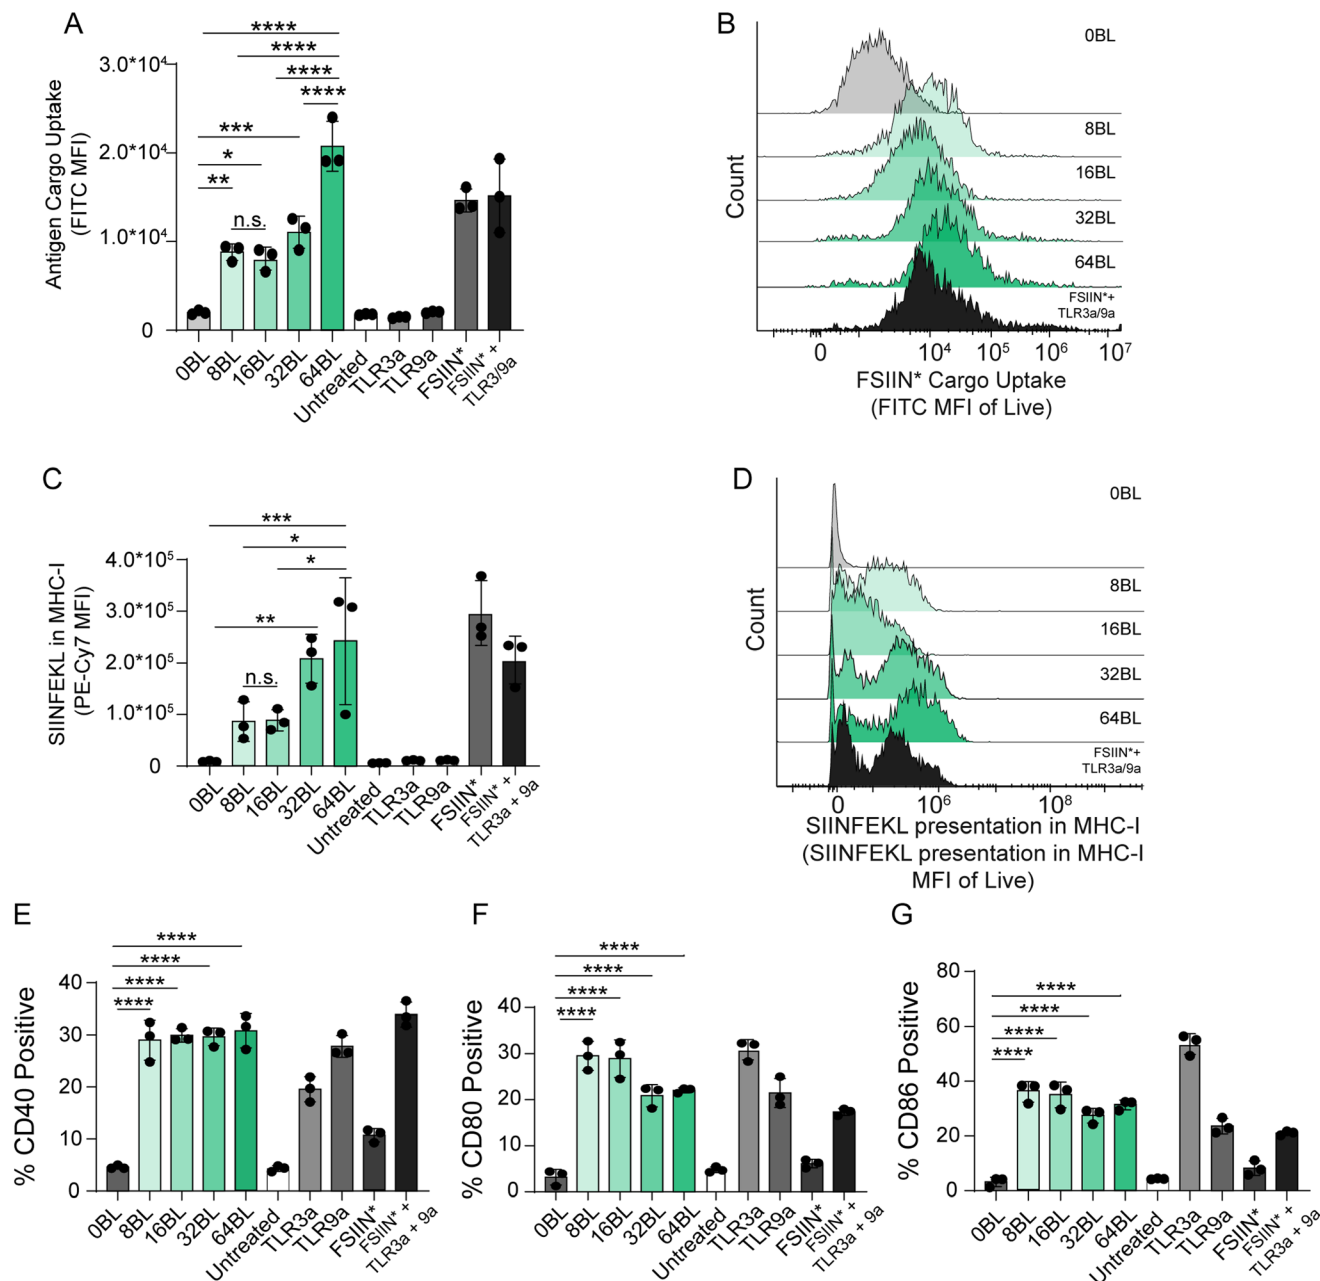 A
Antigen Cargo Uptake
(FITC MFI)
3.0*10⁴
2.0*10⁴
1.0*10⁴
0
****
****
****
****
***
*
**
n.s.
0BL
8BL
16BL
32BL
64BL
Untreated
TLR3a
TLR9a
FSIIN*
FSIIN* +
TLR3/9a
B
Count
0BL
8BL
16BL
32BL
64BL
FSIIN*+
TLR3a/9a
0 10⁴ 10⁵ 10⁶ 10⁷
FSIIN* Cargo Uptake
(FITC MFI of Live)
C
SIINFEKL in MHC-I
(PE-Cy7 MFI)
4.0*10⁵
3.0*10⁵
2.0*10⁵
1.0*10⁵
0
***
*
*
**
n.s.
0BL
8BL
16BL
32BL
64BL
Untreated
TLR3a
TLR9a
FSIIN*
FSIIN* +
TLR3a + 9a
D
Count
0BL
8BL
16BL
32BL
64BL
FSIIN*+
TLR3a/9a
0 10⁶ 10⁸
SIINFEKL presentation in MHC-I
(SIINFEKL presentation in MHC-I
MFI of Live)
E
% CD40 Positive
40
30
20
10
0
****
****
****
****
0BL
8BL
16BL
32BL
64BL
Untreated
TLR3a
TLR9a
FSIIN*
FSIIN* +
TLR3a + 9a
F
% CD80 Positive
40
30
20
10
0
****
****
****
****
0BL
8BL
16BL
32BL
64BL
Untreated
TLR3a
TLR9a
FSIIN*
FSIIN* +
TLR3a + 9a
G
% CD86 Positive
80
60
40
20
0
****
****
****
****
0BL
8BL
16BL
32BL
64BL
Untreated
TLR3a
TLR9a
FSIIN*
FSIIN* +
TLR3a + 9a